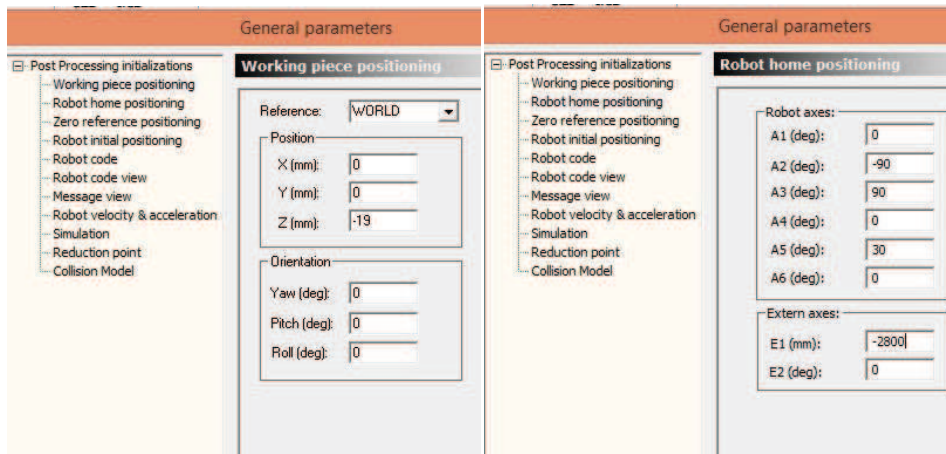 General parameters
Post Processing initializations
Working piece positioning
Robot home positioning
Zero reference positioning
Robot initial positioning
Robot code
Robot code view
Message view
Robot velocity & acceleration
Simulation
Reduction point
Collision Model
Working piece positioning
Reference: WORLD
Position
X (mm): 0
Y (mm): 0
Z (mm): -19
Orientation
Yaw (deg): 0
Pitch (deg): 0
Roll (deg): 0
General parameters
Post Processing initializations
Working piece positioning
Robot home positioning
Zero reference positioning
Robot initial positioning
Robot code
Robot code view
Message view
Robot velocity & acceleration
Simulation
Reduction point
Collision Model
Robot home positioning
Robot axes:
A1 (deg): 0
A2 (deg): -90
A3 (deg): 90
A4 (deg): 0
A5 (deg): 30
A6 (deg): 0
Extern axes:
E1 (mm): -2800
E2 (deg): 0